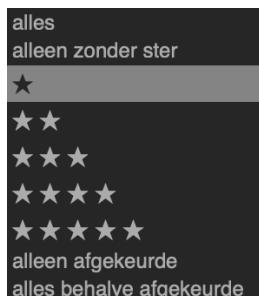 alles
alleen zonder ster
★
★ ★
★ ★ ★
★ ★ ★ ★
★ ★ ★ ★ ★
alleen afgekeurde
alles behalve afgekeurde